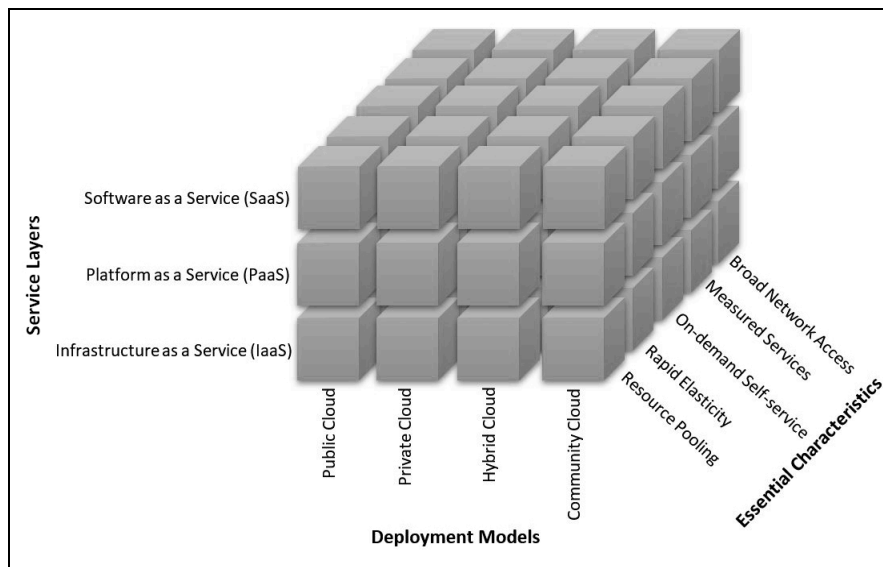 Service Layers
Software as a Service (SaaS)
Platform as a Service (PaaS)
Infrastructure as a Service (IaaS)
Public Cloud
Private Cloud
Hybrid Cloud
Community Cloud
Deployment Models
Resource Pooling
Rapid Elasticity
On-demand Self-service
Measured Services
Broad Network Access
Essential Characteristics